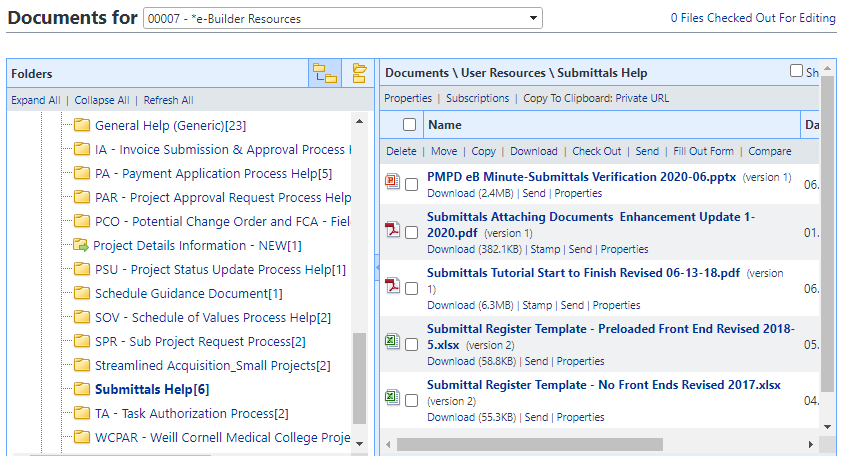 Documents for 00007 - *e-Builder Resources
0 Files Checked Out For Editing
Folders
Expand All | Collapse All | Refresh All
General Help (Generic)[23]
IA - Invoice Submission & Approval Process
PA - Payment Application Process Help[5]
PAR - Project Approval Request Process Help
PCO - Potential Change Order and FCA - Fiel
Project Details Information - NEW[1]
PSU - Project Status Update Process Help[1]
Schedule Guidance Document[1]
SOV - Schedule of Values Process Help[2]
SPR - Sub Project Request Process[2]
Streamlined Acquisition_Small Projects[2]
Submittals Help[6]
TA - Task Authorization Process[2]
WCPAR - Weill Cornell Medical College Proje
Documents \ User Resources \ Submittals Help
Sh
Properties | Subscriptions | Copy To Clipboard: Private URL
Name
Da
Delete | Move | Copy | Download | Check Out | Send | Fill Out Form | Compare
PMPD eB Minute-Submittals Verification 2020-06.pptx (version 1)
06.
Download (2.4MB) | Send | Properties
Submittals Attaching Documents Enhancement Update 1-
2020.pdf (version 1)
01.
Download (382.1KB) | Stamp | Send | Properties
Submittals Tutorial Start to Finish Revised 06-13-18.pdf (version
1)
06.
Download (6.3MB) | Stamp | Send | Properties
Submittal Register Template - Preloaded Front End Revised 2018-
5.xlsx (version 2)
05.
Download (58.8KB) | Send | Properties
Submittal Register Template - No Front Ends Revised 2017.xlsx
(version 2)
04.
Download (55.3KB) | Send | Properties